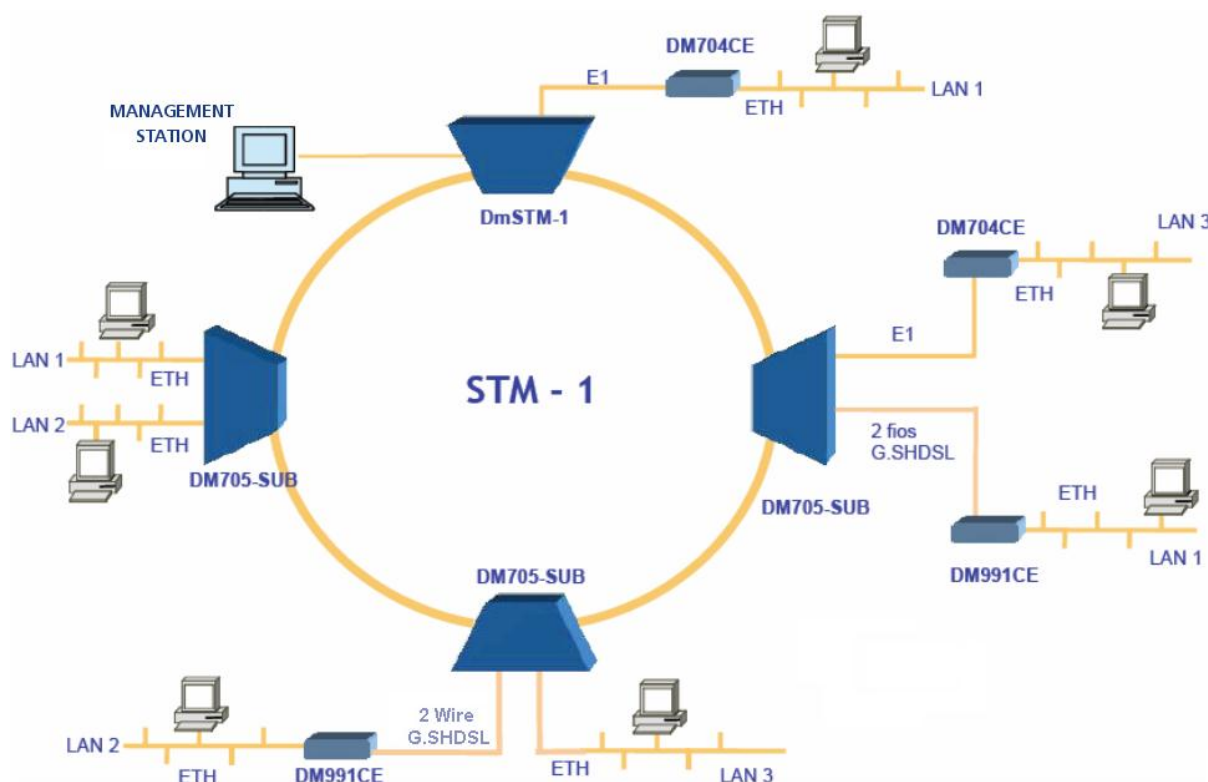 DM704CE
E1
ETH
LAN 1
MANAGEMENT
STATION
DmSTM-1
DM704CE
LAN 3
ETH
E1
LAN 1
ETH
LAN 2
ETH
DM705-SUB
STM - 1
2 fios
G.SHDSL
DM705-SUB
ETH
LAN 1
DM991CE
DM705-SUB
2 Wire
G.SHDSL
LAN 2
ETH
DM991CE
ETH
LAN 3